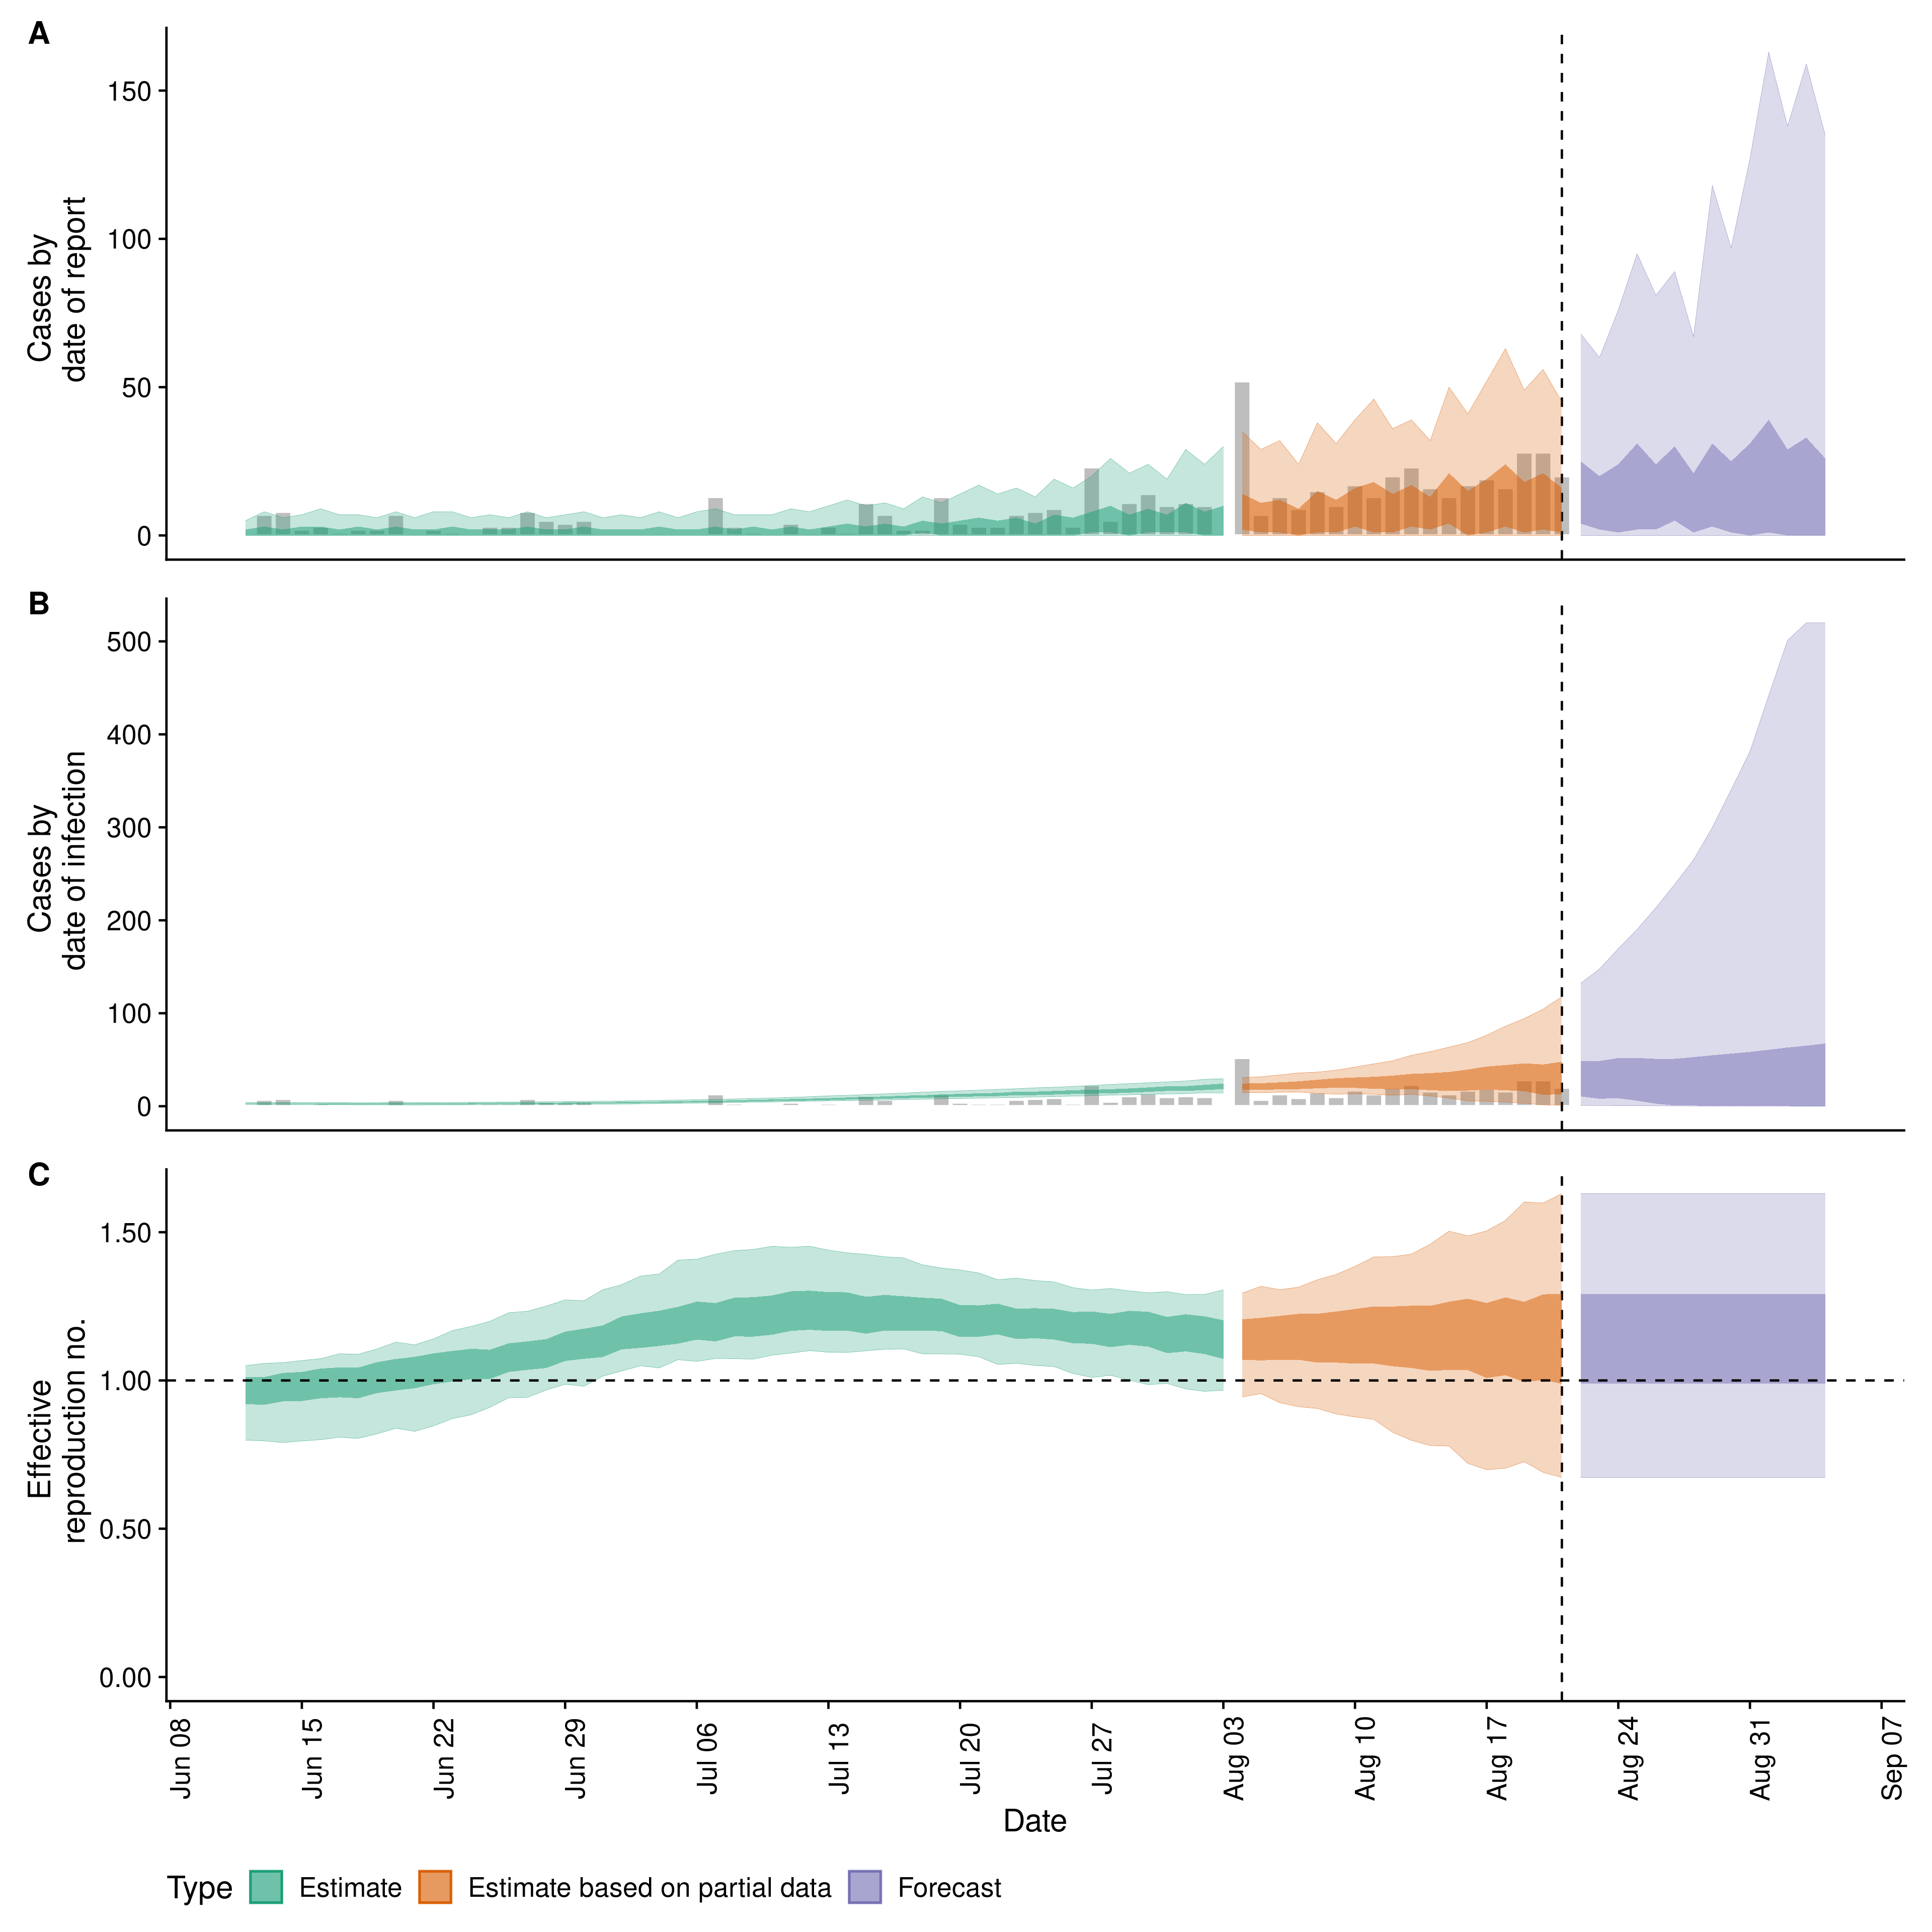 A
Cases by
date of report
150
100
50
0
B
Cases by
date of infection
500
400
300
200
100
0
C
Effective
reproduction no.
1.50
1.00
0.50
0.00
Jun 08
Jun 15
Jun 22
Jun 29
Jul 06
Jul 13
Jul 20
Jul 27
Aug 03
Aug 10
Aug 17
Aug 24
Aug 31
Sep 07
Date
Type Estimate Estimate based on partial data Forecast